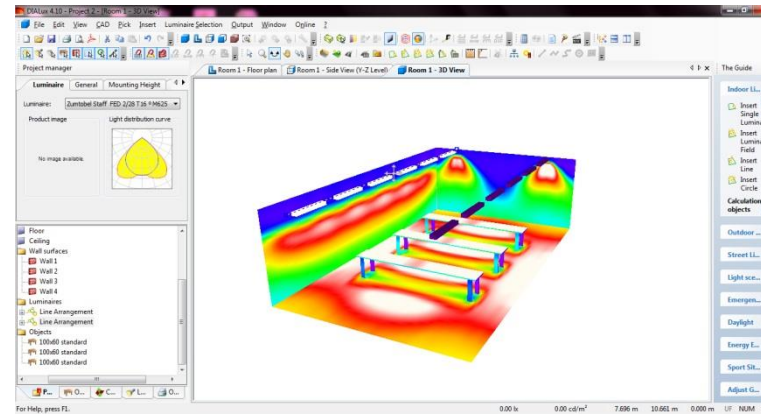 DIALux 4.10 - Project 2 - [Room 1 - 3D View]
File Edit View CAD Pick Insert Luminaire Selection Output Window Online ?
Project manager
Room 1 - Floor plan Room 1 - Side View (Y-Z Level) Room 1 - 3D View
The Guide
Luminaire General Mounting Height
Luminaire: Zumtobel Staff FED 2/28 T16
Product image Light distribution curve
No image available.
Floor
Ceiling
Wall surfaces
Wall 1
Wall 2
Wall 3
Wall 4
Luminaires
Line Arrangement
Line Arrangement
Objects
100x60 standard
100x60 standard
100x60 standard
P... O... C... L... O...
Indoor Li...
Insert
Single
Lumina
Insert
Lumina
Field
Insert
Line
Insert
Circle
Calculation
objects
Outdoor ...
Street Li...
Light sce...
Emergen...
Daylight
Energy E...
Sport Sit...
Adjust G...
For Help, press F1.
0.00 lx 0.00 cd/m² 7.696 m 10.661 m 0.000 m UF NUM